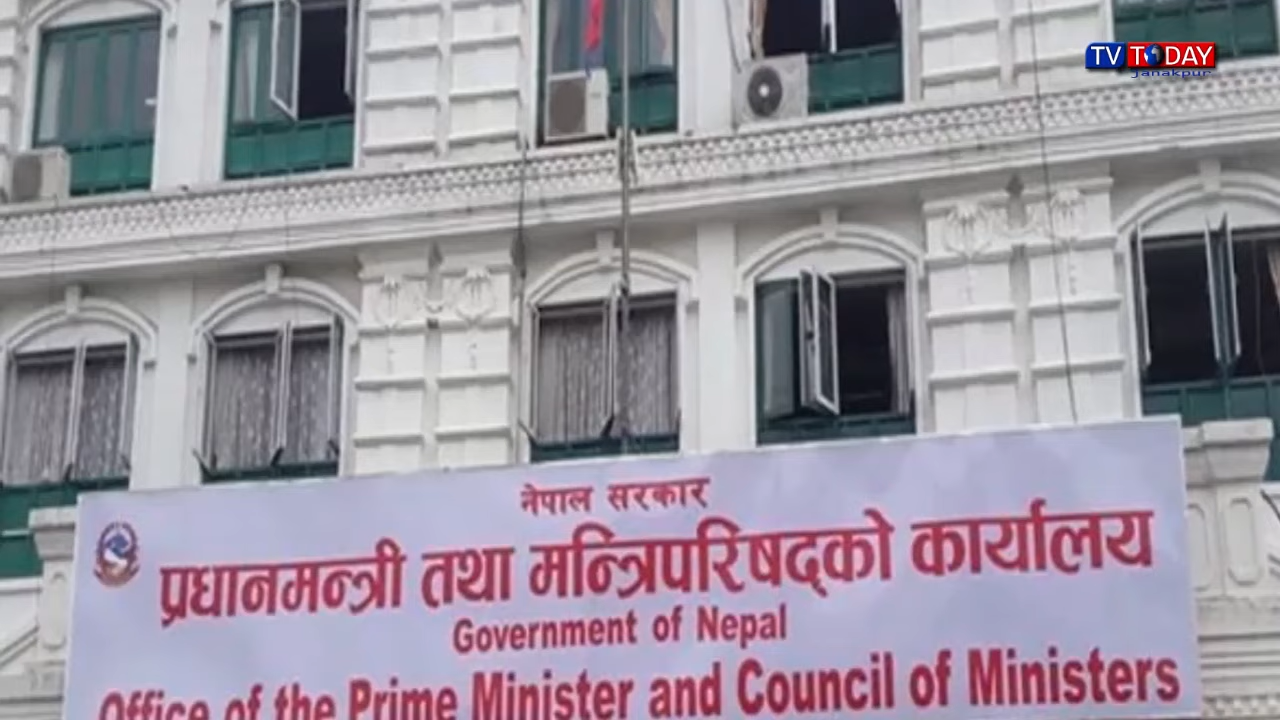 TV TODAY
Janakpur
नेपाल सरकार
प्रधानमन्त्री तथा मन्त्रिपरिषद्को कार्यालय
Government of Nepal
Office of the Prime Minister and Council of Ministers